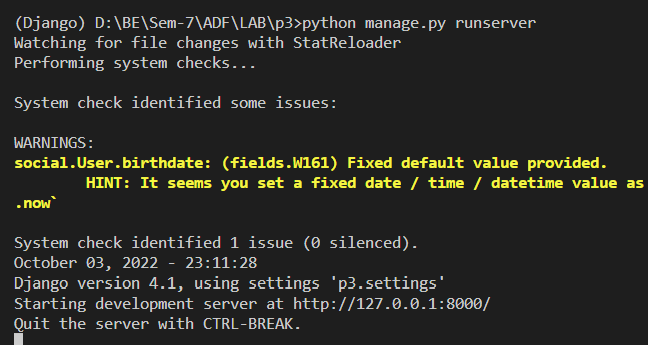 (Django) D:\BE\Sem-7\ADF\LAB\p3>python manage.py runserver
Watching for file changes with StatReloader
Performing system checks...
System check identified some issues:
WARNINGS:
social.User.birthdate: (fields.W161) Fixed default value provided.
HINT: It seems you set a fixed date / time / datetime value as
.now`
System check identified 1 issue (0 silenced).
October 03, 2022 - 23:11:28
Django version 4.1, using settings 'p3.settings'
Starting development server at http://127.0.0.1:8000/
Quit the server with CTRL-BREAK.